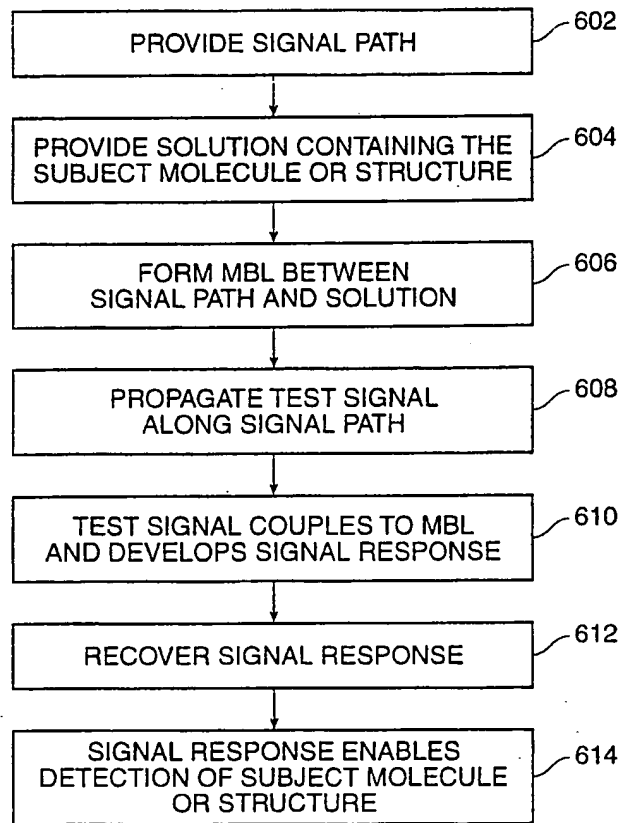 PROVIDE SIGNAL PATH
602
PROVIDE SOLUTION CONTAINING THE
SUBJECT MOLECULE OR STRUCTURE
604
FORM MBL BETWEEN
SIGNAL PATH AND SOLUTION
606
PROPAGATE TEST SIGNAL
ALONG SIGNAL PATH
608
TEST SIGNAL COUPLES TO MBL
AND DEVELOPS SIGNAL RESPONSE
610
RECOVER SIGNAL RESPONSE
612
SIGNAL RESPONSE ENABLES
DETECTION OF SUBJECT MOLECULE
OR STRUCTURE
614